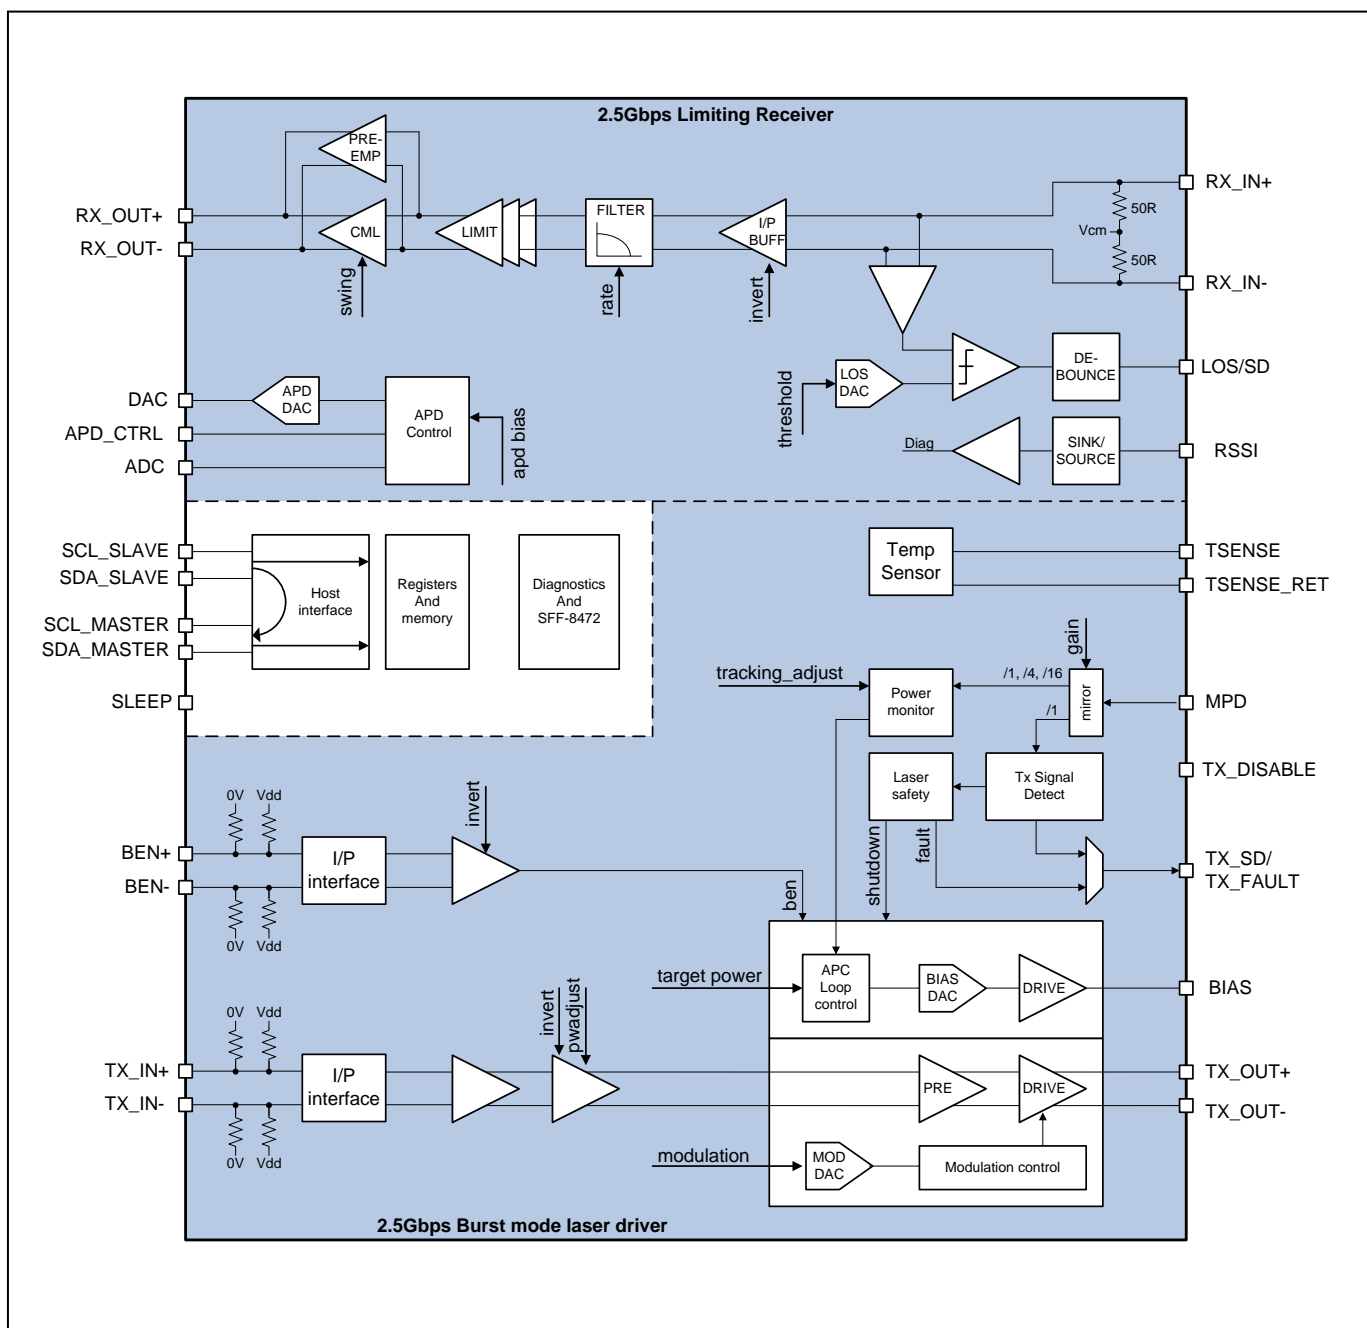 2.5Gbps Limiting Receiver
PRE-
EMP
RX_OUT+
RX_OUT-
CML
LIMIT
FILTER
I/P
BUFF
RX_IN+
50R
Vcm
50R
RX_IN-
swing
rate
invert
threshold
LOS
DAC
DE-
BOUNCE
LOS/SD
DAC
APD_CTRL
ADC
APD
DAC
APD
Control
apd bias
Diag
SINK/
SOURCE
RSSI
SCL_SLAVE
SDA_SLAVE
SCL_MASTER
SDA_MASTER
SLEEP
Host
interface
Registers
And
memory
Diagnostics
And
SFF-8472
Temp
Sensor
TSENSE
TSENSE_RET
gain
tracking_adjust
Power
monitor
/1, /4, /16
/1
mirror
MPD
Laser
safety
Tx Signal
Detect
TX_DISABLE
shutdown
fault
TX_SD/
TX_FAULT
0V
Vdd
BEN+
BEN-
I/P
interface
invert
0V
Vdd
ben
target power
APC
Loop
control
BIAS
DAC
DRIVE
BIAS
0V
Vdd
TX_IN+
TX_IN-
I/P
interface
invert
pwadjust
0V
Vdd
PRE
DRIVE
TX_OUT+
TX_OUT-
modulation
MOD
DAC
Modulation control
2.5Gbps Burst mode laser driver